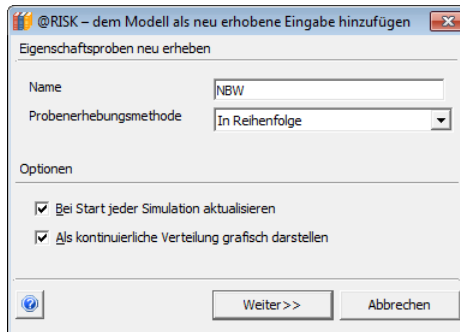 @RISK – dem Modell als neu erhobene Eingabe hinzufügen
Eigenschaftsproben neu erheben
Name NBW
Probenerhebungsmethode In Reihenfolge
Optionen
Bei Start jeder Simulation aktualisieren
Als kontinuierliche Verteilung grafisch darstellen
Weiter>> Abbrechen